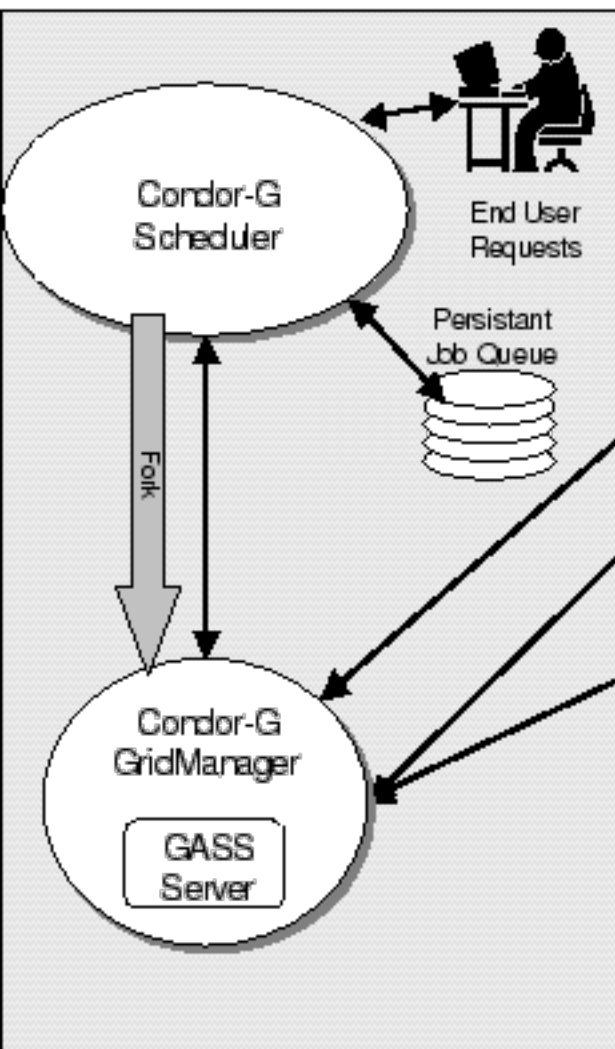 Condor-G
Scheduler
End User
Requests
Persistant
Job Queue
Fork
Condor-G
GridManager
GASS
Server